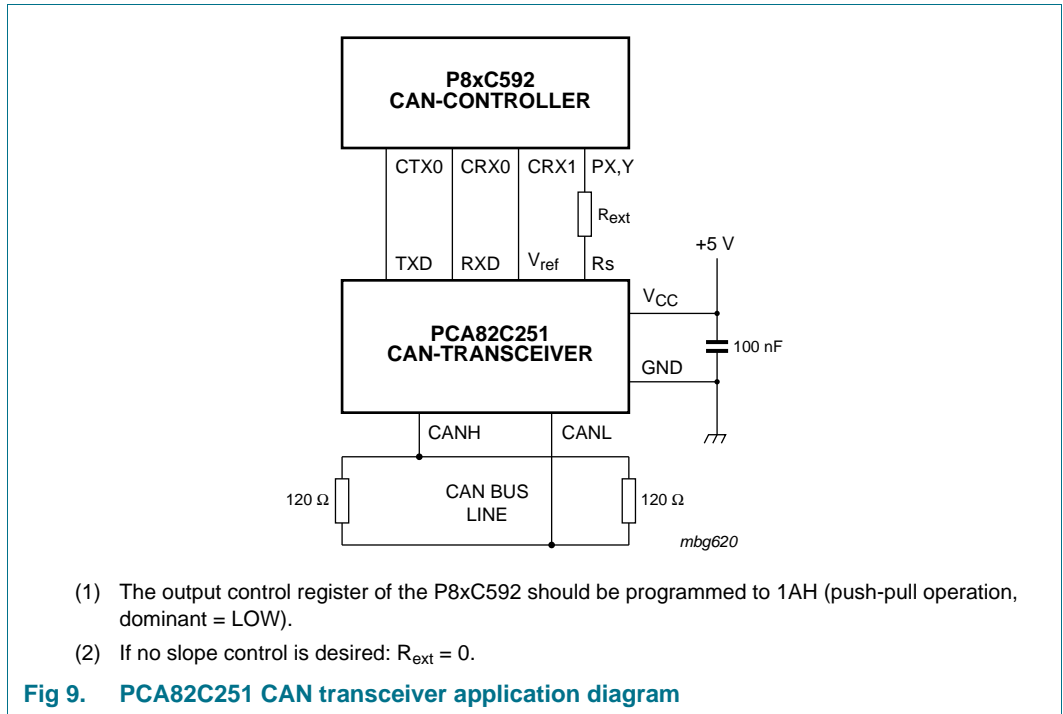 P8xC592
CAN-CONTROLLER
CTX0 CRX0 CRX1 PX,Y
Rext
+5 V
TXD RXD Vref Rs
VCC
PCA82C251
CAN-TRANSCEIVER
100 nF
GND
CANH CANL
120 Ω CAN BUS 120 Ω
LINE
mbg620
(1) The output control register of the P8xC592 should be programmed to 1AH (push-pull operation,
dominant = LOW).
(2) If no slope control is desired: Rext = 0.
Fig 9. PCA82C251 CAN transceiver application diagram